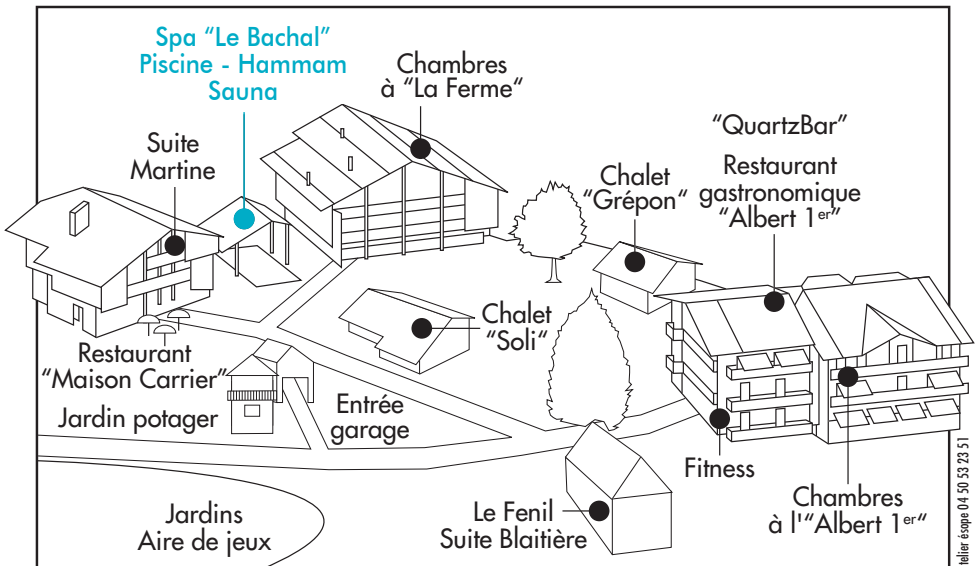 Spa “Le Bachal”
Piscine - Hammam
Sauna
Chambres
à “La Ferme“
“QuartzBar”
Suite
Martine
Chalet
“Grépon“
Restaurant
gastronomique
“Albert 1er”
Chalet
“Soli“
Restaurant
“Maison Carrier”
Jardin potager
Entrée
garage
Fitness
Chambres
à l'“Albert 1er“
Le Fenil
Suite Blaitière
Jardins
Aire de jeux
telier ésope 04 50 53 23 51